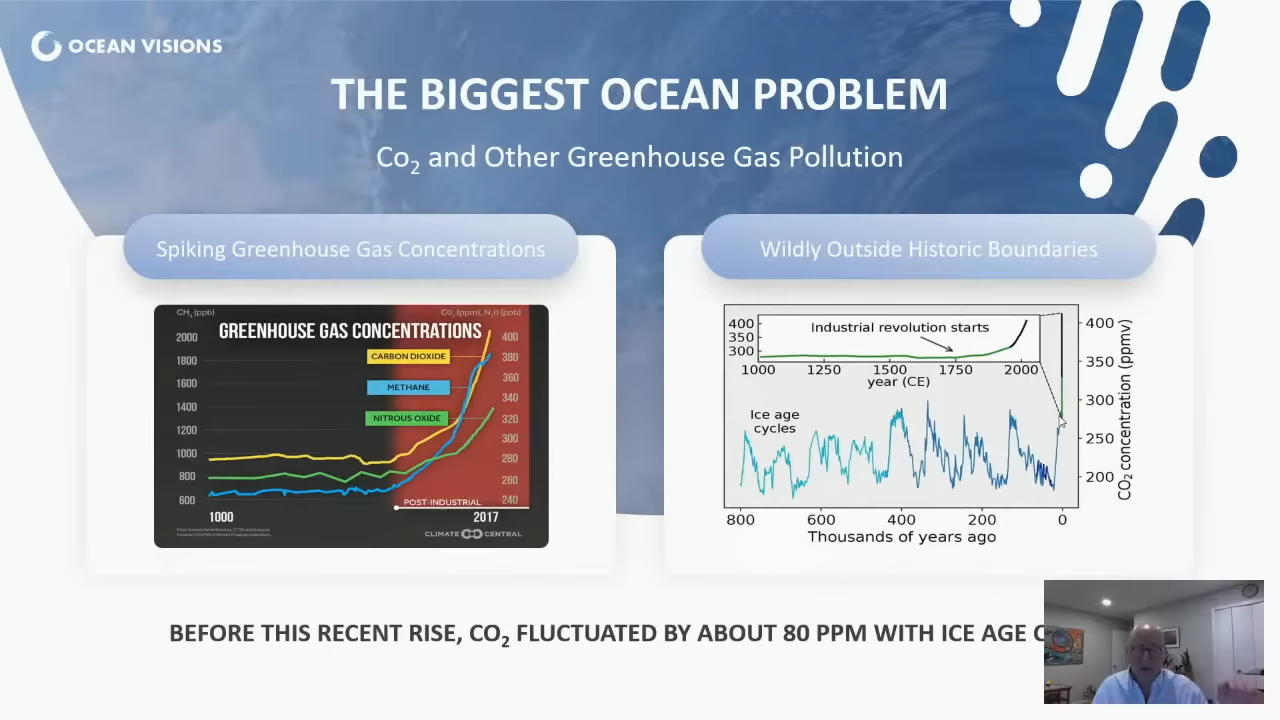 OCEAN VISIONS
THE BIGGEST OCEAN PROBLEM
Co2 and Other Greenhouse Gas Pollution
Spiking Greenhouse Gas Concentrations
CH4 (ppb)
CO2 (ppm), N2O (ppb)
GREENHOUSE GAS CONCENTRATIONS
2000
1800
1600
1400
1200
1000
800
600
400
380
360
340
320
300
280
260
240
CARBON DIOXIDE
METHANE
NITROUS OXIDE
POST-INDUSTRIAL
1000
2017
CLIMATE CENTRAL
Wildly Outside Historic Boundaries
400
350
300
Industrial revolution starts
1000 1250 1500 1750 2000
year (CE)
Ice age
cycles
400
350
300
250
200
CO2 concentration (ppmv)
800 600 400 200 0
Thousands of years ago
BEFORE THIS RECENT RISE, CO2 FLUCTUATED BY ABOUT 80 PPM WITH ICE AGE